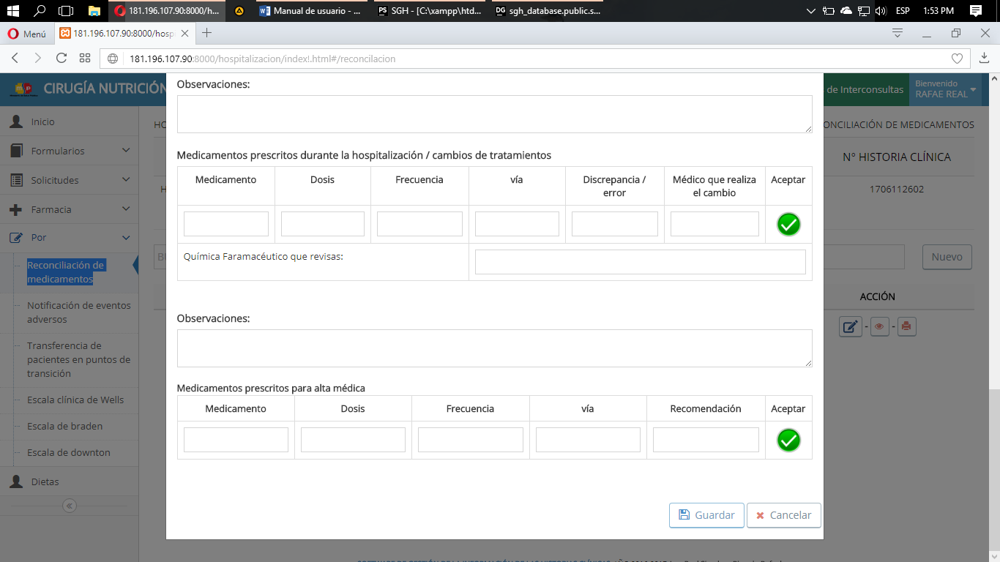 181.196.107.90:8000/h...
Manual de usuario - ...
PS SGH - [C:\xampp\htd...
DG sgh_database.public.s...
ESP
1:53 PM
Menú
181.196.107.90:8000/hosp
181.196.107.90:8000/hospitalizacion/index!.html#/reconcilacion
CIRUGÍA NUTRICIÓN
de Interconsultas
Bienvenido
RAFAE REAL
Inicio
Formularios
Solicitudes
Farmacia
Por
Reconciliación de
medicamentos
Notificación de eventos
adversos
Transferencia de
pacientes en puntos de
transición
Escala clínica de Wells
Escala de braden
Escala de downton
Dietas
Observaciones:
Medicamentos prescritos durante la hospitalización / cambios de tratamientos
Medicamento Dosis Frecuencia vía Discrepancia / error Médico que realiza el cambio Aceptar
Química Faramacéutico que revisas:
Observaciones:
Medicamentos prescritos para alta médica
Medicamento Dosis Frecuencia vía Recomendación Aceptar
Guardar
Cancelar
ONCILIACIÓN DE MEDICAMENTOS
N° HISTORIA CLÍNICA
1706112602
Nuevo
ACCIÓN